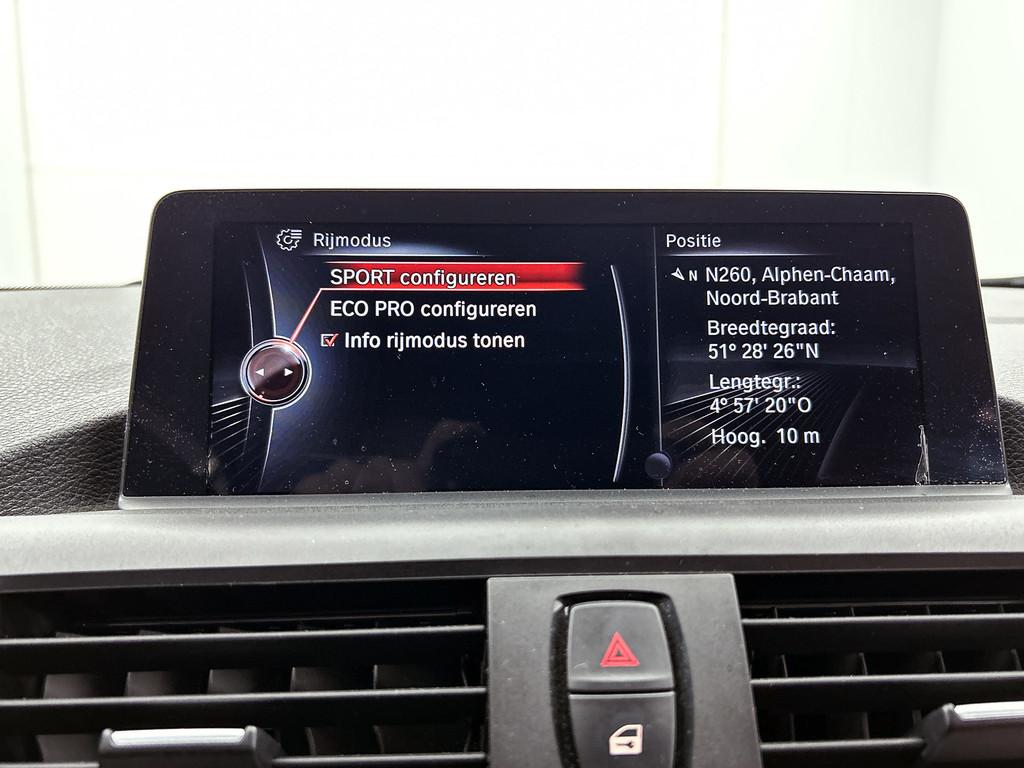 Rijmodus
SPORT configureren
ECO PRO configureren
Info rijmodus tonen
Positie
N N260, Alphen-Chaam,
Noord-Brabant
Breedtegraad:
51° 28' 26"N
Lengtegr.:
4° 57' 20"O
Hoog. 10 m